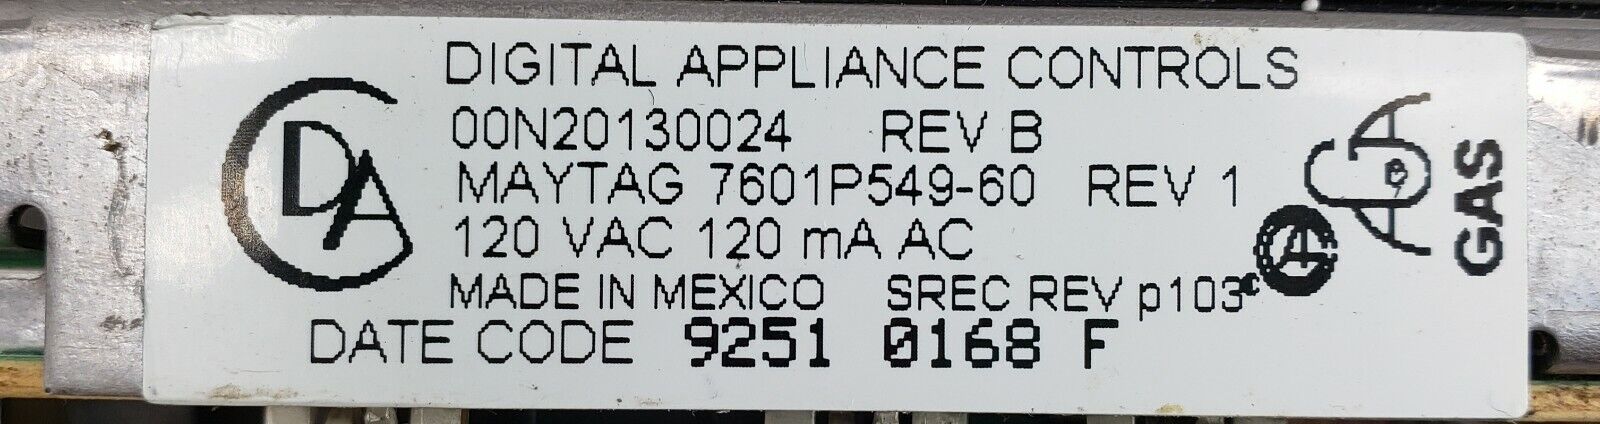 DIGITAL APPLIANCE CONTROLS
00N20130024 REV B
MAYTAG 7601P549-60 REV 1
120 VAC 120 mA AC
MADE IN MEXICO SREC REV p103
DATE CODE 9251 0168 F
GAS
DA